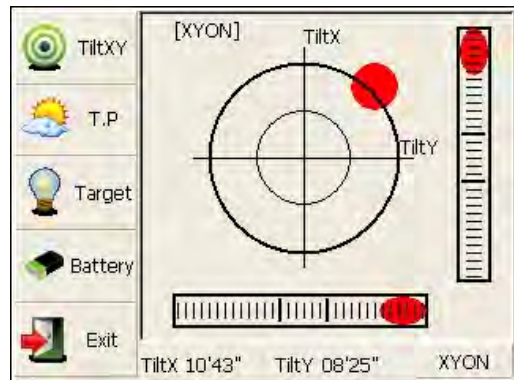 TiltXY
T.P
Target
Battery
Exit
[XYON]
TiltX
TiltY
TiltX 10'43" TiltY 08'25" XYON